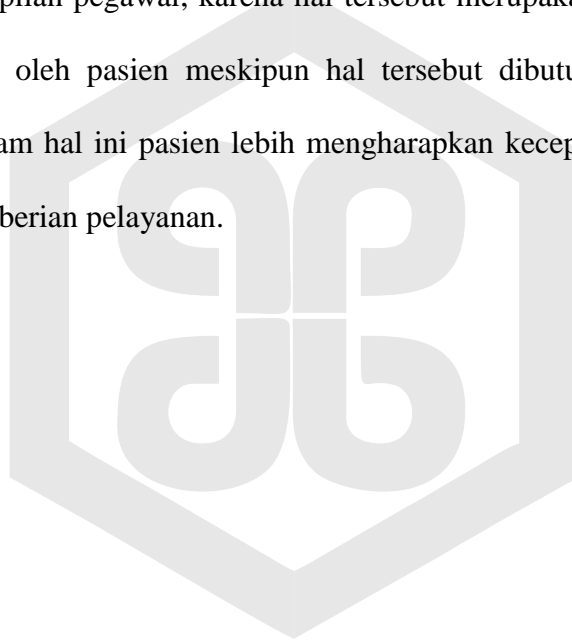 pilan pegawai, karena hal tersebut merupaka
oleh pasien meskipun hal tersebut dibutu
am hal ini pasien lebih mengharapkan kecep
berian pelayanan.